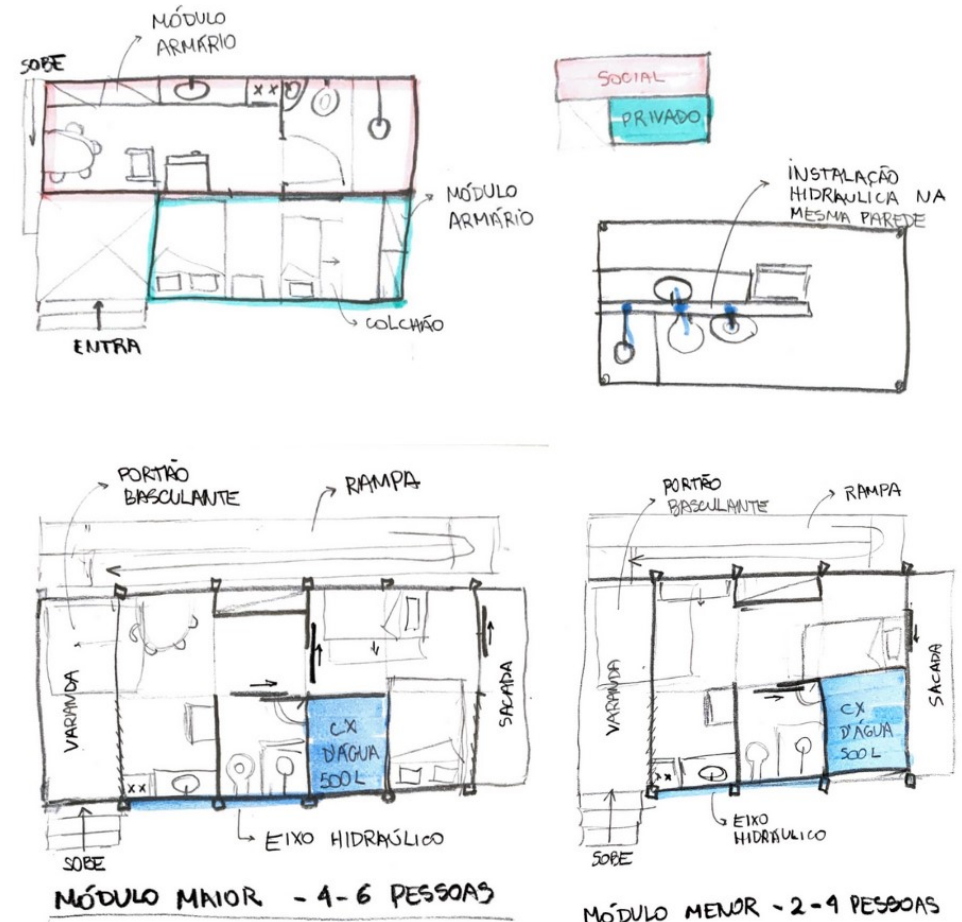 MÓDULO
ARMÁRIO
SOBE
MÓDULO
ARMÁRIO
COLCHÃO
ENTRA
SOCIAL
PRIVADO
INSTALAÇÃO
HIDRAULICA NA
MESMA PAREDE
PORTÃO
BASCULANTE
RAMPA
VARANDA
SACADA
CX
D'ÁGUA
500 L
EIXO HIDRAÚLICO
SOBE
MÓDULO MAIOR - 4-6 PESSOAS
PORTÃO
BASCULANTE
RAMPA
VARANDA
SACADA
CX
D'ÁGUA
500 L
EIXO
HIDRAÚLICO
SOBE
MÓDULO MENOR - 2-4 PESSOAS